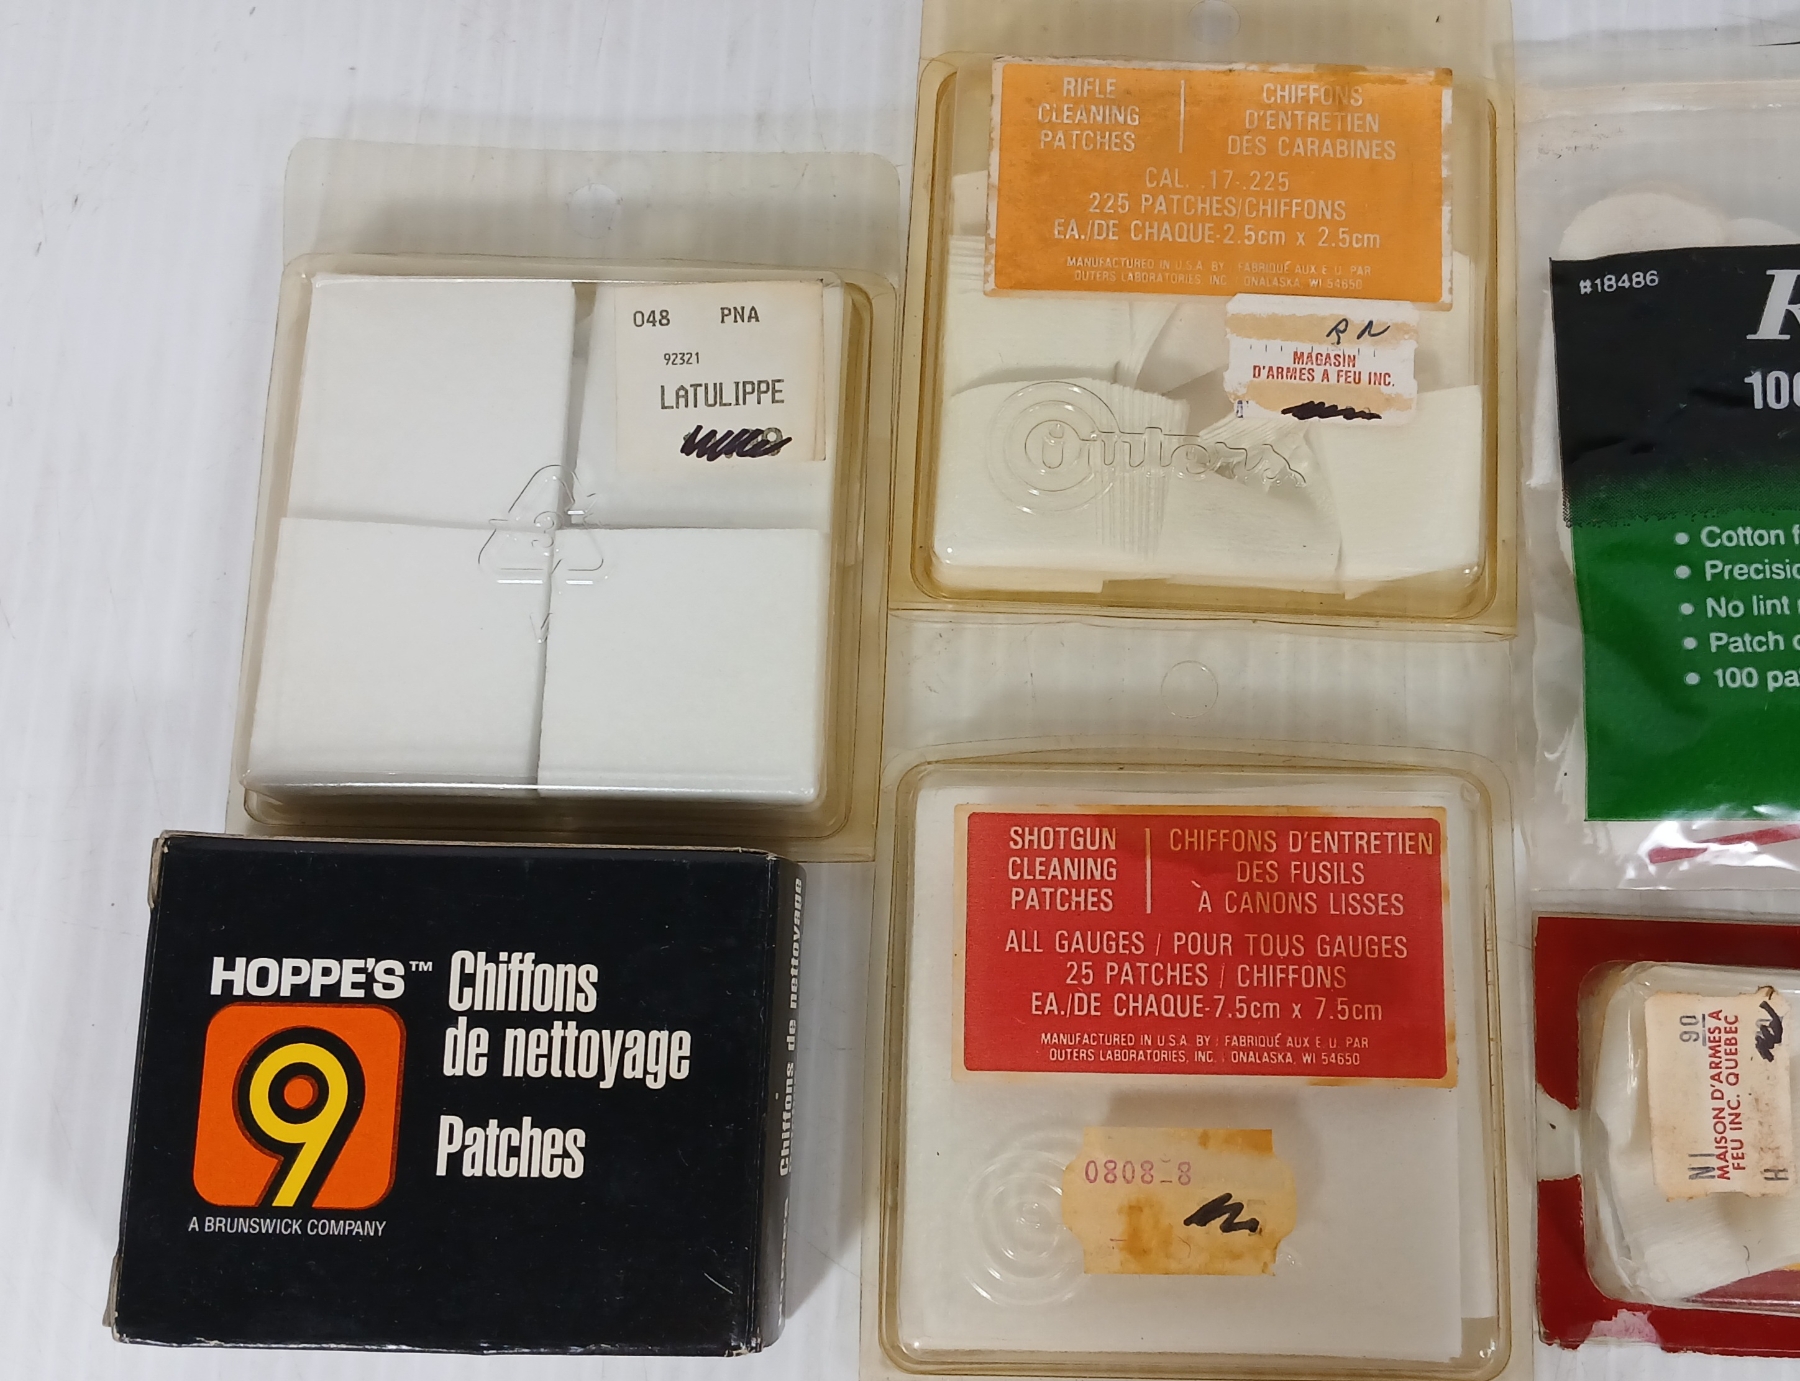 048 PNA
92321
LATULIPPE
RIFLE
CLEANING
PATCHES
CHIFFONS
D'ENTRETIEN
DES CARABINES
CAL. .17-.225
225 PATCHES/CHIFFONS
EA./DE CHAQUE-2.5cm x 2.5cm
MANUFACTURED IN U.S.A. BY / FABRIQUÉ AUX E.U. PAR
OUTERS LABORATORIES, INC. ONALASKA, WI 54650
RN
MAGASIN
D'ARMES A FEU INC.
Outers
#18486
R
100
Cotton f
Precisio
No lint
Patch
100 pa
HOPPE'S™
9
A BRUNSWICK COMPANY
Chiffons
de nettoyage
Patches
Chiffons de nettoyage
SHOTGUN
CLEANING
PATCHES
CHIFFONS D'ENTRETIEN
DES FUSILS
À CANONS LISSES
ALL GAUGES / POUR TOUS GAUGES
25 PATCHES / CHIFFONS
EA./DE CHAQUE-7.5cm x 7.5cm
MANUFACTURED IN U.S.A. BY / FABRIQUÉ AUX E.U. PAR
OUTERS LABORATORIES, INC. ONALASKA, WI 54650
0808-8
90
MAISON D'ARMES A
FEU INC. QUEBEC